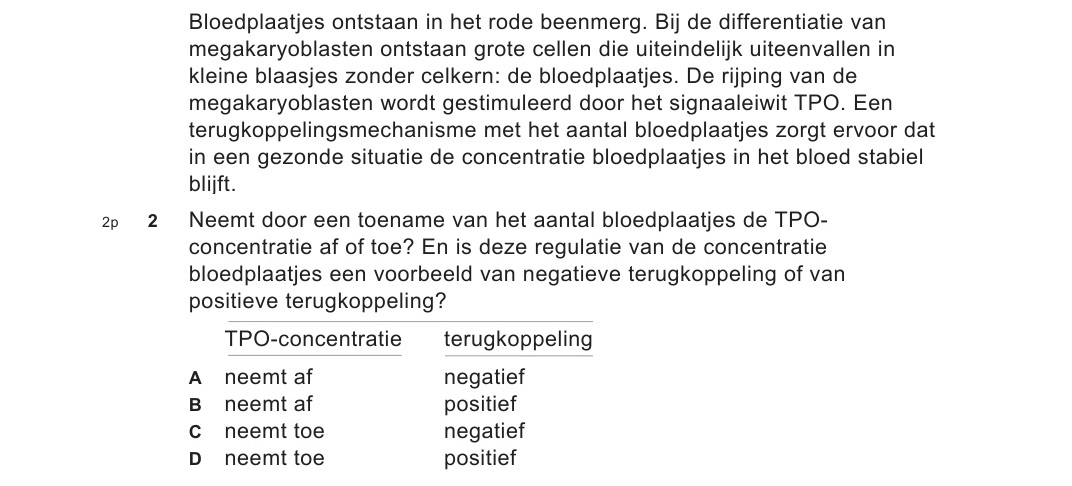 Bloedplaatjes ontstaan in het rode beenmerg. Bij de differentiatie van
megakaryoblasten ontstaan grote cellen die uiteindelijk uiteenvallen in
kleine blaasjes zonder celkern: de bloedplaatjes. De rijping van de
megakaryoblasten wordt gestimuleerd door het signaaleiwit TPO. Een
terugkoppelingsmechanisme met het aantal bloedplaatjes zorgt ervoor dat
in een gezonde situatie de concentratie bloedplaatjes in het bloed stabiel
blijft.
2p 2 Neemt door een toename van het aantal bloedplaatjes de TPO-
concentratie af of toe? En is deze regulatie van de concentratie
bloedplaatjes een voorbeeld van negatieve terugkoppeling of van
positieve terugkoppeling?
TPO-concentratie terugkoppeling
A neemt af negatief
B neemt af positief
C neemt toe negatief
D neemt toe positief